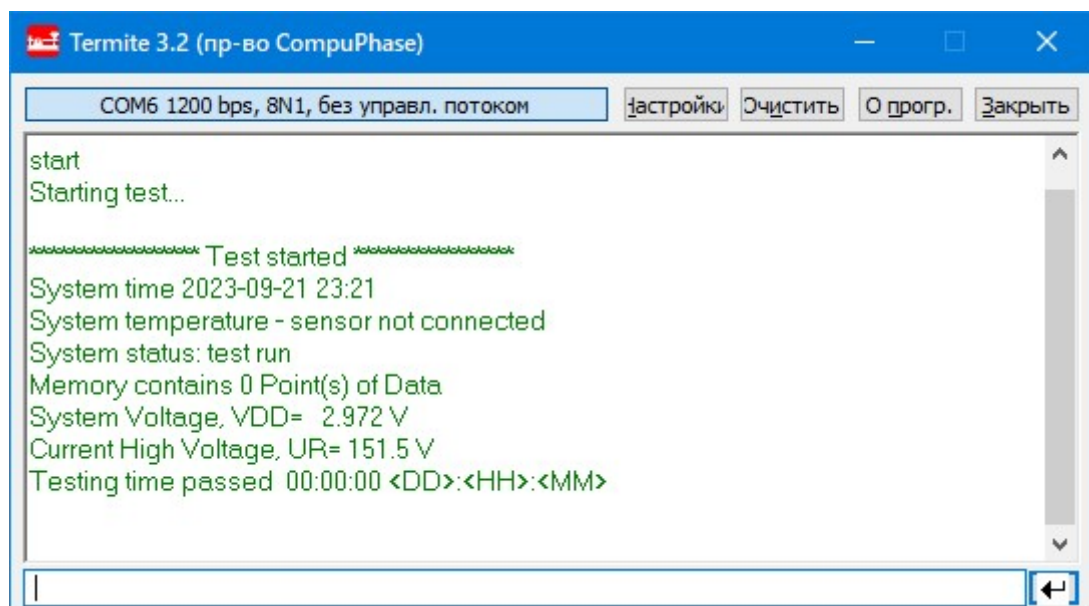 Termite 3.2 (пр-во CompuPhase)
COM6 1200 bps, 8N1, без управл. потоком Настройки Очистить О прогр. Закрыть
start
Starting test...
****************** Test started *****************
System time 2023-09-21 23:21
System temperature - sensor not connected
System status: test run
Memory contains 0 Point(s) of Data
System Voltage, VDD= 2.972 V
Current High Voltage, UR= 151.5 V
Testing time passed 00:00:00 <DD>:<HH>:<MM>